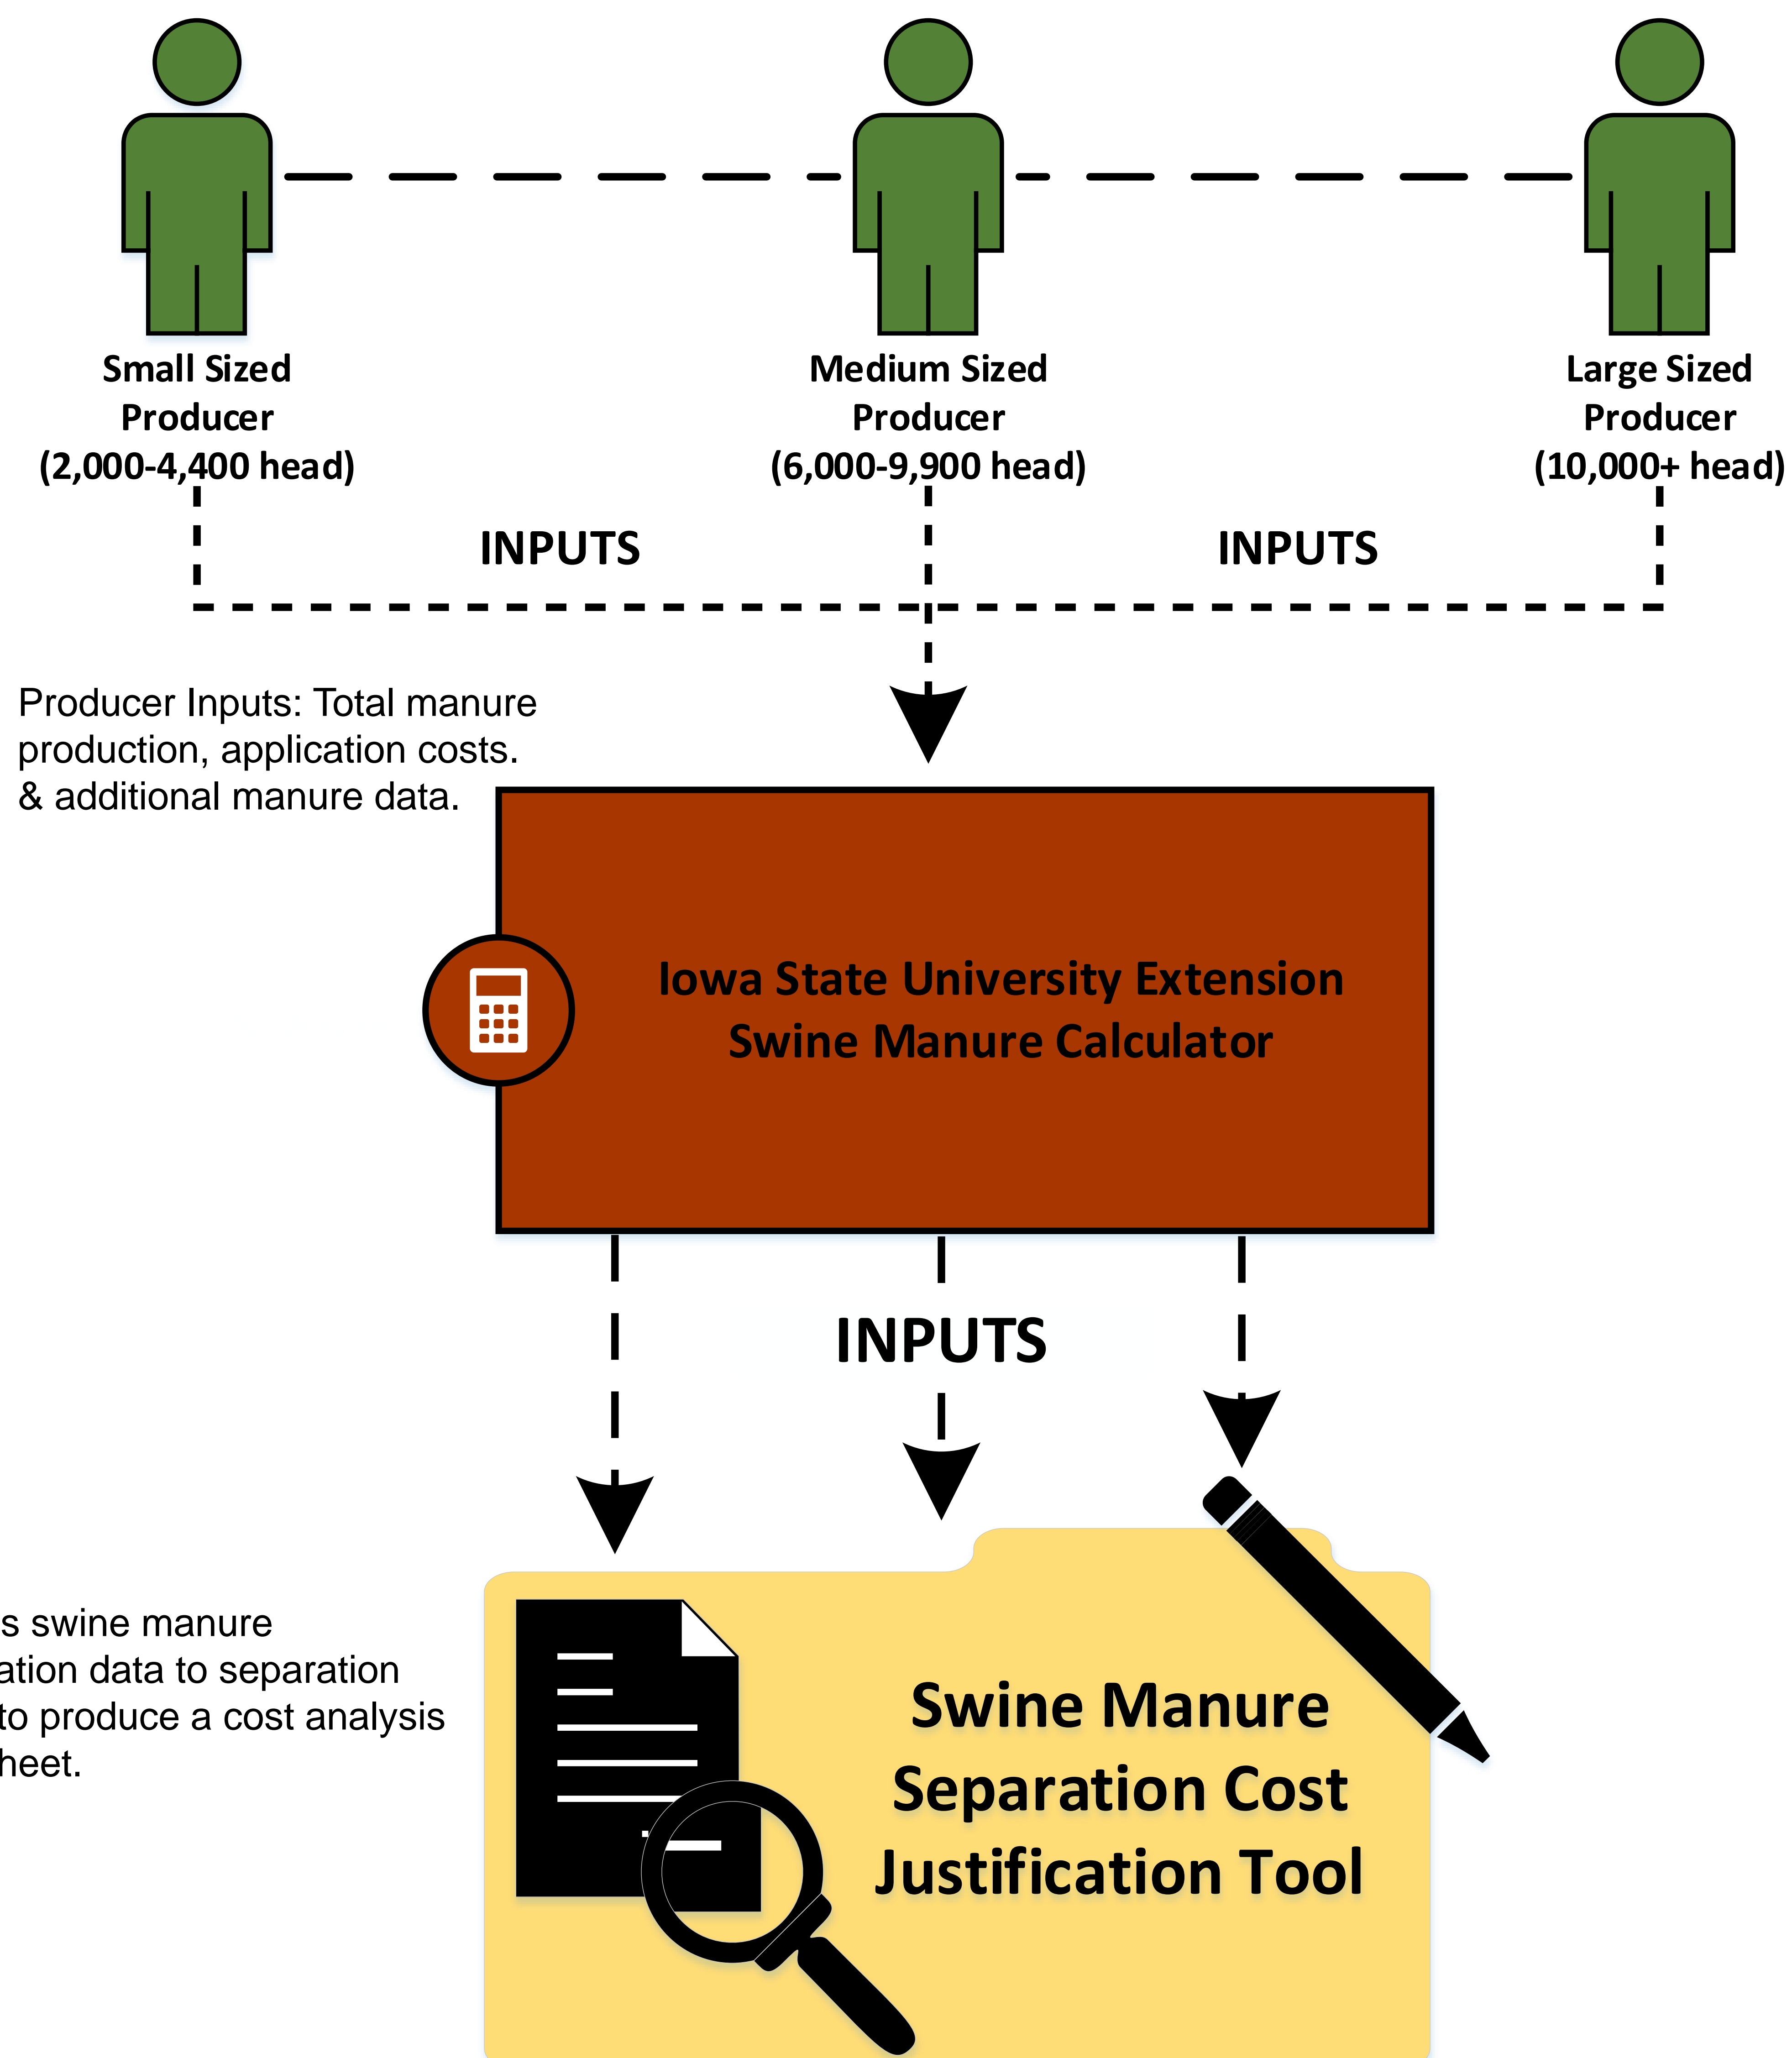 Small Sized
Producer
(2,000-4,400 head)
Medium Sized
Producer
(6,000-9,900 head)
Large Sized
Producer
(10,000+ head)
INPUTS
INPUTS
Producer Inputs: Total manure
production, application costs.
& additional manure data.
Iowa State University Extension
Swine Manure Calculator
INPUTS
swine manure
data to separation
to produce a cost analysis
Swine Manure
Separation Cost
Justification Tool